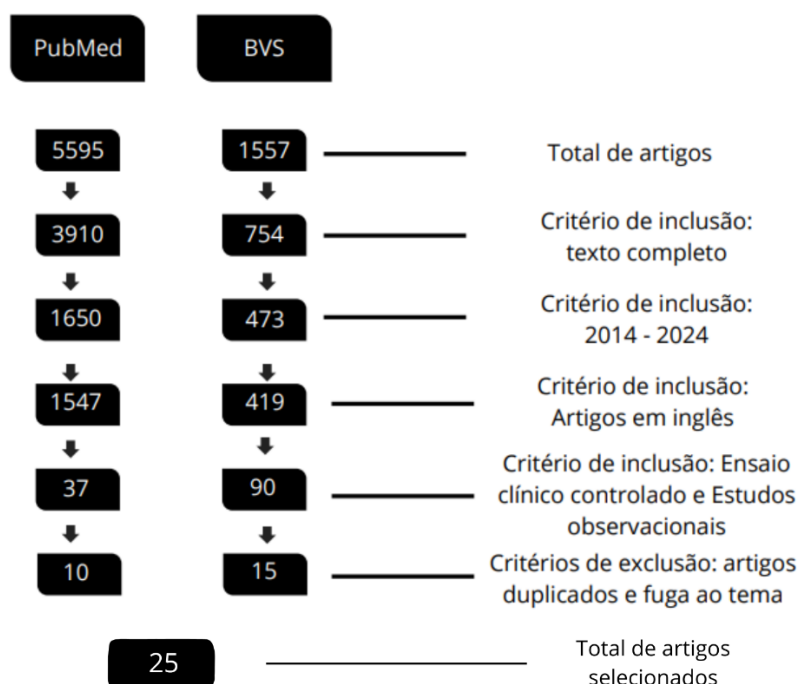 PubMed BVS
5595 1557 Total de artigos
3910 754 Critério de inclusão:
texto completo
1650 473 Critério de inclusão:
2014 - 2024
1547 419 Critério de inclusão:
Artigos em inglês
37 90 Critério de inclusão: Ensaio
clínico controlado e Estudos
observacionais
10 15 Critérios de exclusão: artigos
duplicados e fuga ao tema
25 Total de artigos
selecionados